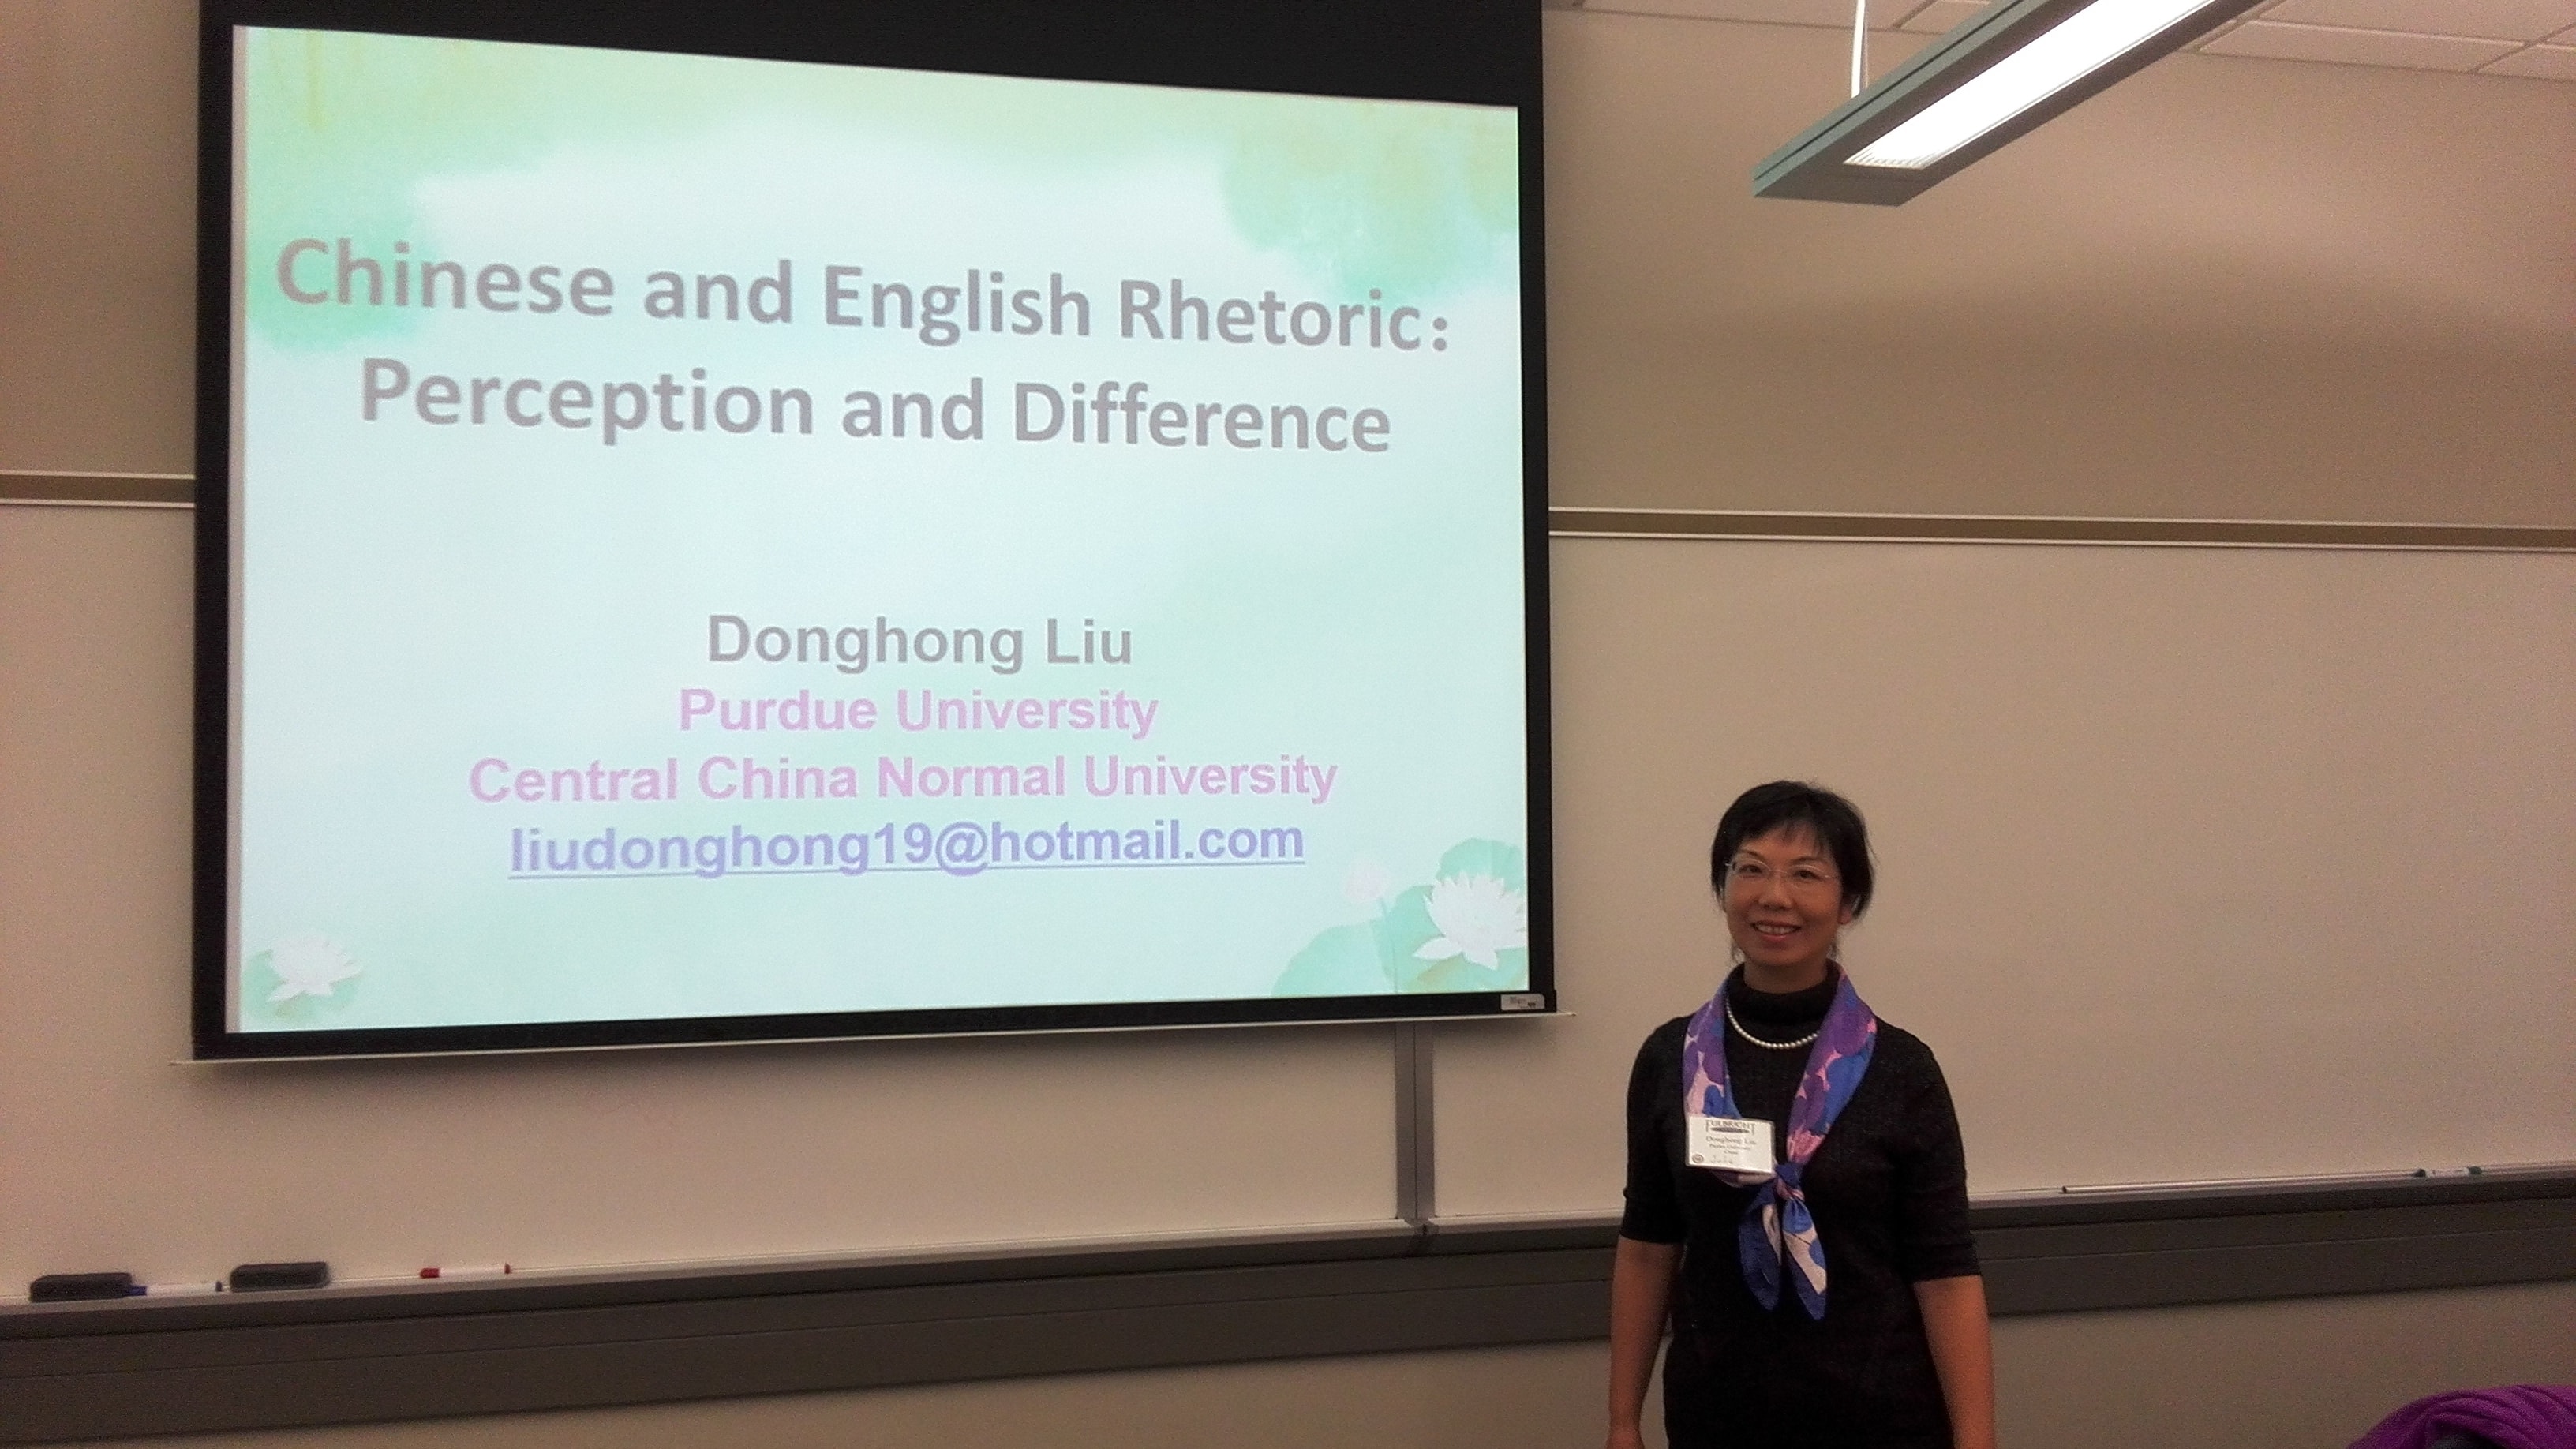 Chinese and English Rhetoric:
Perception and Difference
Donghong Liu
Purdue University
Central China Normal University
liudonghong19@hotmail.com
FULBRIGHT
Donghong Liu
Purdue University
China